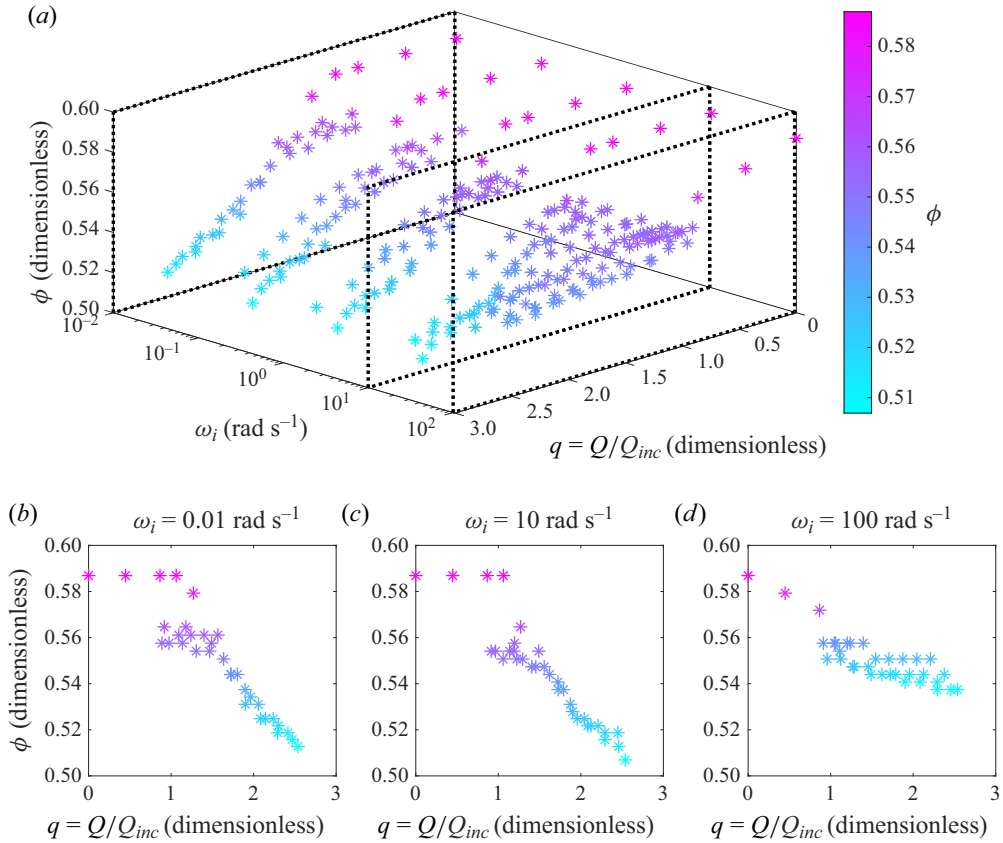 (a)
0.60
0.58
0.56
0.54
0.52
0.50
ϕ (dimensionless)
10⁻²
10⁻¹
10⁰
10¹
10²
ωᵢ (rad s⁻¹)
3.0
2.5
2.0
1.5
1.0
0.5
0
q = Q/Q_inc (dimensionless)
0.58
0.57
0.56
0.55
0.54
0.53
0.52
0.51
ϕ
(b)
ωᵢ = 0.01 rad s⁻¹
0.60
0.58
0.56
0.54
0.52
0.50
ϕ (dimensionless)
0 1 2 3
q = Q/Q_inc (dimensionless)
(c)
ωᵢ = 10 rad s⁻¹
0.60
0.58
0.56
0.54
0.52
0.50
0 1 2 3
q = Q/Q_inc (dimensionless)
(d)
ωᵢ = 100 rad s⁻¹
0.60
0.58
0.56
0.54
0.52
0.50
0 1 2 3
q = Q/Q_inc (dimensionless)